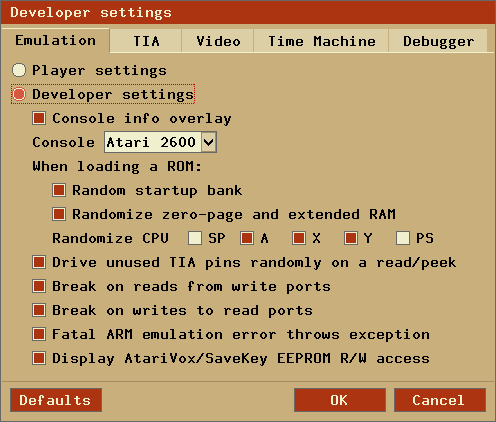 Developer settings
Emulation TIA Video Time Machine Debugger
Player settings
Developer settings
Console info overlay
Console Atari 2600
When loading a ROM:
Random startup bank
Randomize zero-page and extended RAM
Randomize CPU SP A X Y PS
Drive unused TIA pins randomly on a read/peek
Break on reads from write ports
Break on writes to read ports
Fatal ARM emulation error throws exception
Display AtariVox/SaveKey EEPROM R/W access
Defaults OK Cancel